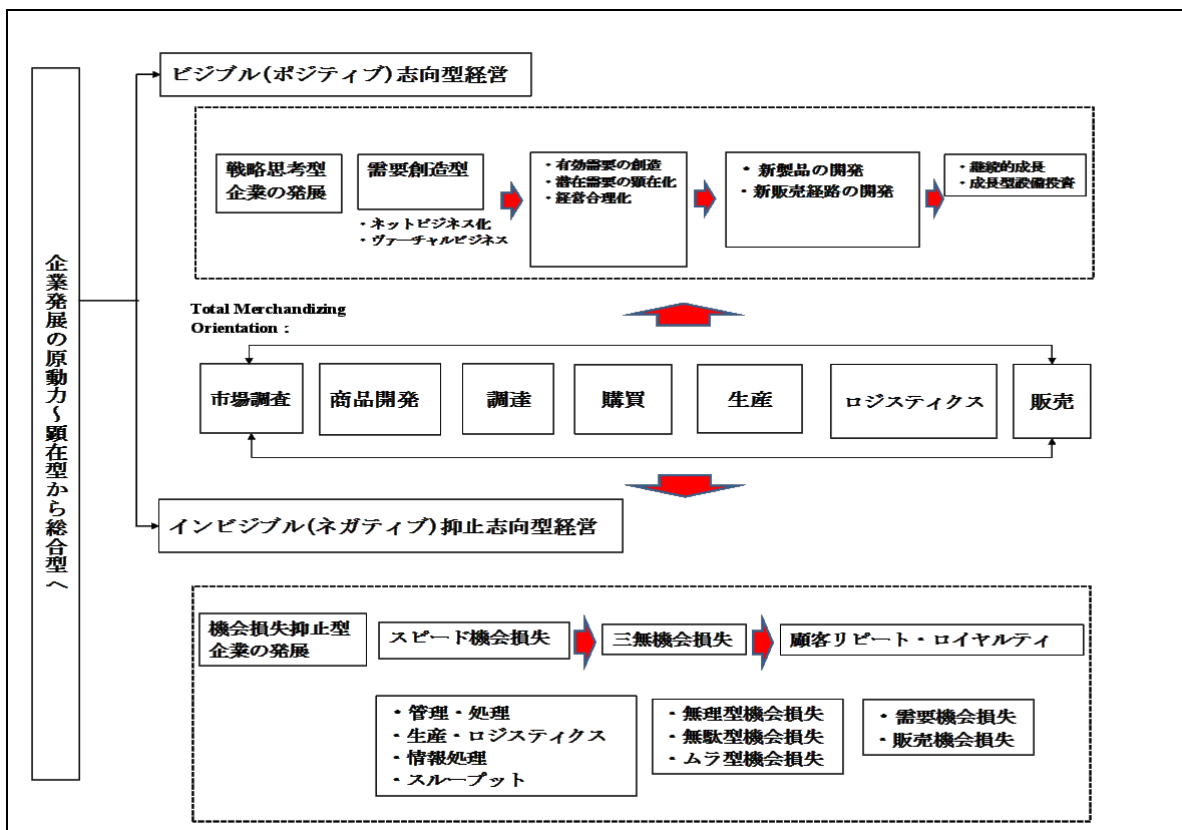 企業発展の原動力～顕在型から総合型へ
ビジブル(ポジティブ)志向型経営
戦略思考型
企業の発展
需要創造型
・ネットビジネス化
・ヴァーチャルビジネス
・有効需要の創造
・潜在需要の顕在化
・経営合理化
・新製品の開発
・新販売経路の開発
・継続的成長
・成長型設備投資
Total Merchandizing
Orientation：
市場調査
商品開発
調達
購買
生産
ロジスティクス
販売
インビジブル(ネガティブ)抑止志向型経営
機会損失抑止型
企業の発展
スピード機会損失
三無機会損失
顧客リピート・ロイヤルティ
・管理・処理
・生産・ロジスティクス
・情報処理
・スループット
・無理型機会損失
・無駄型機会損失
・ムラ型機会損失
・需要機会損失
・販売機会損失